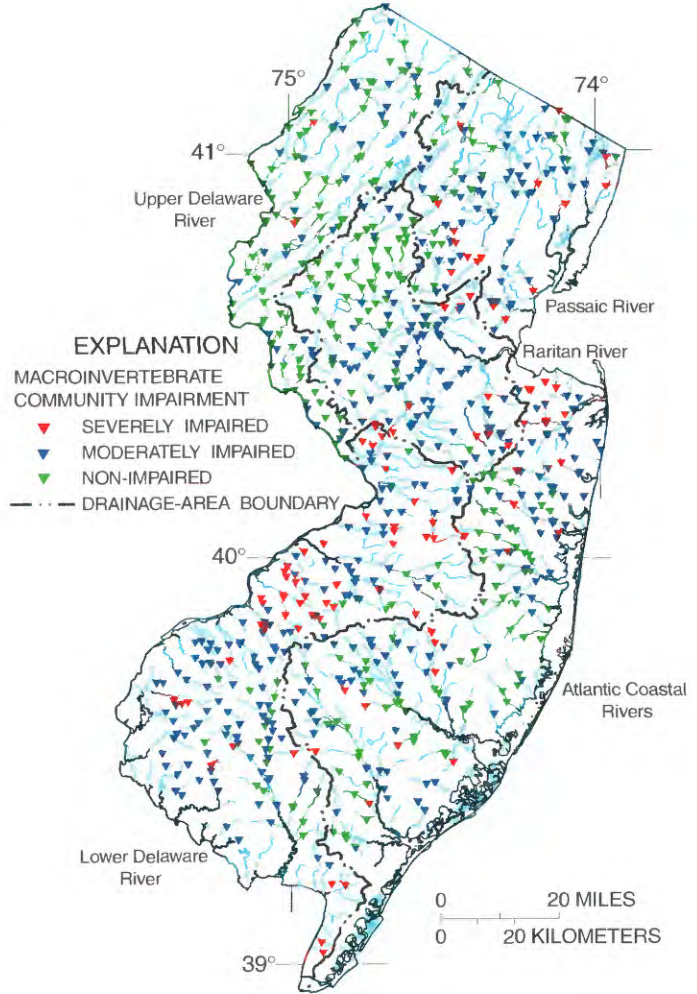 75°
74°
41°
Upper Delaware
River
Passaic River
Raritan River
EXPLANATION
MACROINVERTEBRATE
COMMUNITY IMPAIRMENT
SEVERELY IMPAIRED
MODERATELY IMPAIRED
NON-IMPAIRED
DRAINAGE-AREA BOUNDARY
40°
Atlantic Coastal
Rivers
Lower Delaware
River
0 20 MILES
0 20 KILOMETERS
39°